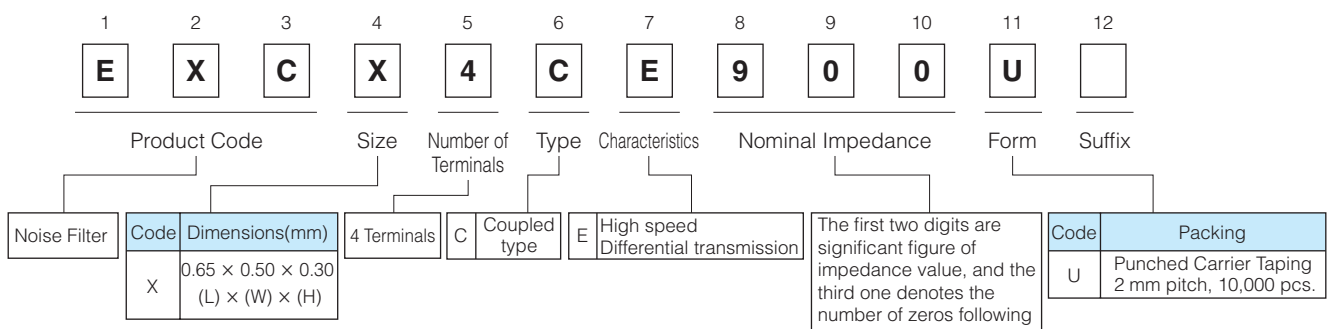 1 2 3 4 5 6 7 8 9 10 11 12
E X C X 4 C E 9 0 0 U
Product Code Size Number of Terminals Type Characteristics Nominal Impedance Form Suffix
Noise Filter
Code Dimensions(mm)
X 0.65 × 0.50 × 0.30
(L) × (W) × (H)
4 Terminals
C Coupled
type
E High speed
Differential transmission
The first two digits are
significant figure of
impedance value, and the
third one denotes the
number of zeros following
Code Packing
U Punched Carrier Taping
2 mm pitch, 10,000 pcs.